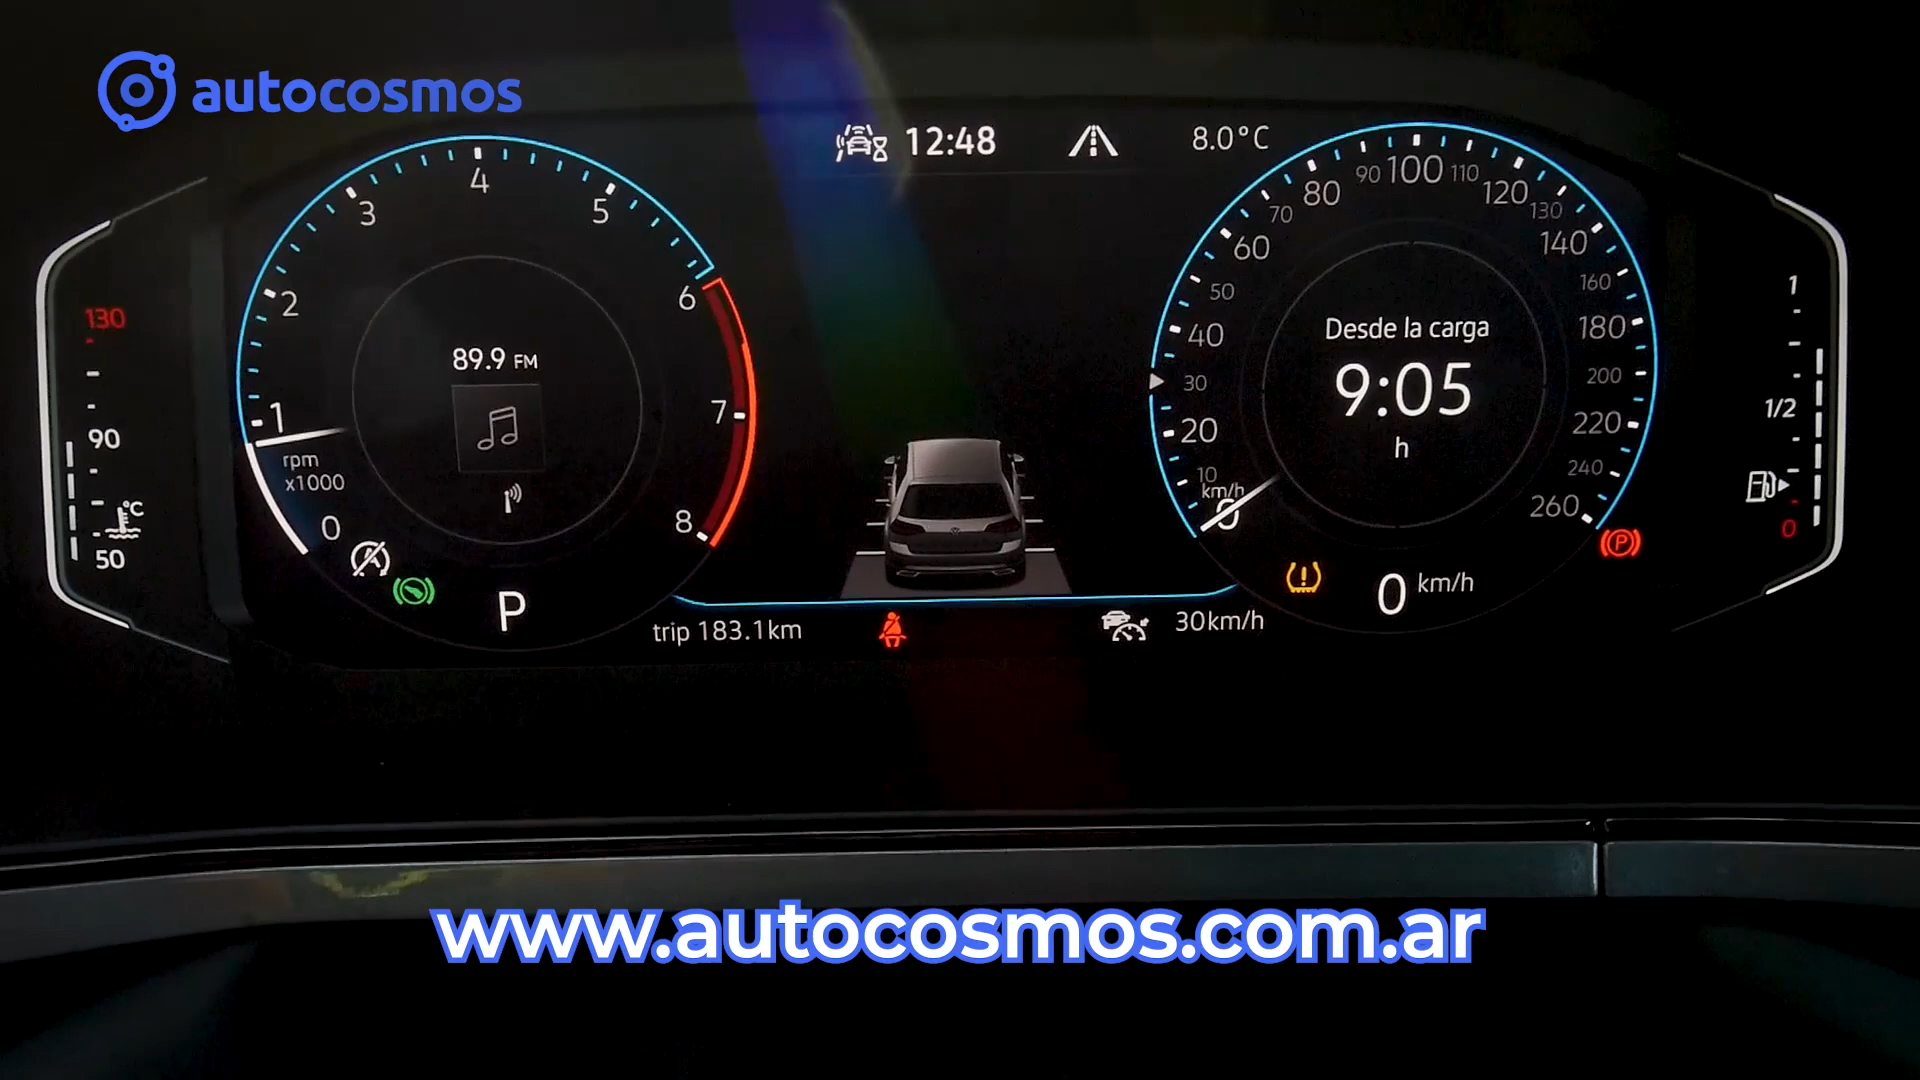 autocosmos
12:48
8.0°C
130
90
°C
50
1
2
3
4
5
6
7
8
0
rpm
x1000
89.9 FM
P
trip 183.1km
30km/h
0
km/h
10
20
30
40
50
60
70
80
90
100
110
120
130
140
160
180
200
220
240
260
Desde la carga
9:05
h
P
0 km/h
1
1/2
0
www.autocosmos.com.ar